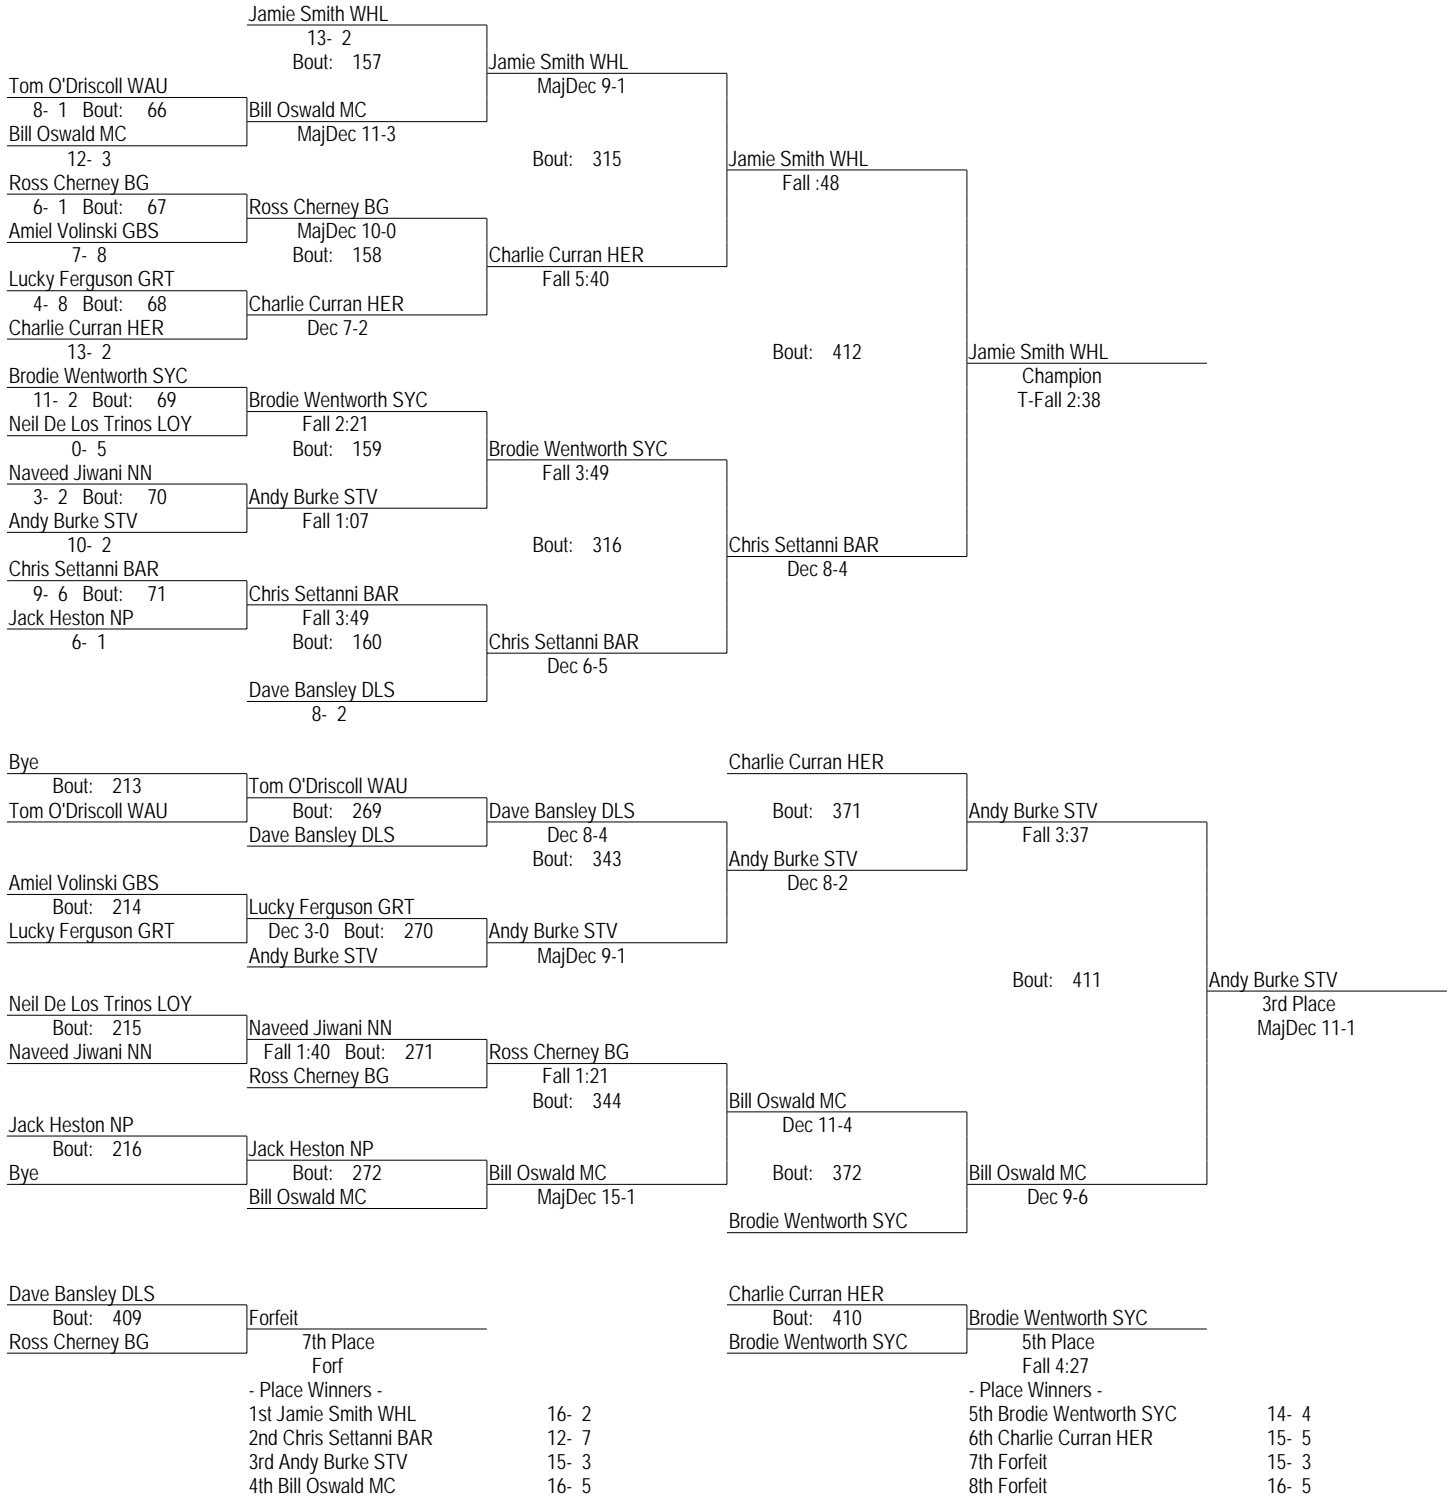 Jamie Smith WHL
13- 2
Bout: 157
Jamie Smith WHL
MajDec 9-1
Tom O'Driscoll WAU
8- 1 Bout: 66
Bill Oswald MC
Bill Oswald MC
MajDec 11-3
12- 3
Bout: 315
Jamie Smith WHL
Fall :48
Ross Cherney BG
6- 1 Bout: 67
Ross Cherney BG
Amiel Volinski GBS
MajDec 10-0
7- 8
Bout: 158
Charlie Curran HER
Fall 5:40
Lucky Ferguson GRT
4- 8 Bout: 68
Charlie Curran HER
Charlie Curran HER
Dec 7-2
13- 2
Bout: 412
Jamie Smith WHL
Champion
T-Fall 2:38
Brodie Wentworth SYC
11- 2 Bout: 69
Brodie Wentworth SYC
Neil De Los Trinos LOY
Fall 2:21
0- 5
Bout: 159
Brodie Wentworth SYC
Fall 3:49
Naveed Jiwani NN
3- 2 Bout: 70
Andy Burke STV
Andy Burke STV
Fall 1:07
10- 2
Bout: 316
Chris Settanni BAR
Dec 8-4
Chris Settanni BAR
9- 6 Bout: 71
Chris Settanni BAR
Jack Heston NP
Fall 3:49
6- 1
Bout: 160
Chris Settanni BAR
Dec 6-5
Dave Bansley DLS
8- 2
Bye
Bout: 213
Tom O'Driscoll WAU
Tom O'Driscoll WAU
Bout: 269
Dave Bansley DLS
Dave Bansley DLS
Dec 8-4
Bout: 343
Charlie Curran HER
Bout: 371
Andy Burke STV
Fall 3:37
Andy Burke STV
Dec 8-2
Amiel Volinski GBS
Bout: 214
Lucky Ferguson GRT
Lucky Ferguson GRT
Dec 3-0 Bout: 270
Andy Burke STV
Andy Burke STV
MajDec 9-1
Bout: 411
Andy Burke STV
3rd Place
MajDec 11-1
Neil De Los Trinos LOY
Bout: 215
Naveed Jiwani NN
Naveed Jiwani NN
Fall 1:40 Bout: 271
Ross Cherney BG
Ross Cherney BG
Fall 1:21
Bout: 344
Bill Oswald MC
Dec 11-4
Jack Heston NP
Bout: 216
Jack Heston NP
Bye
Bout: 272
Bill Oswald MC
Bill Oswald MC
MajDec 15-1
Bout: 372
Bill Oswald MC
Dec 9-6
Brodie Wentworth SYC
Dave Bansley DLS
Bout: 409
Forfeit
Ross Cherney BG
7th Place
Forf
Charlie Curran HER
Bout: 410
Brodie Wentworth SYC
Brodie Wentworth SYC
5th Place
Fall 4:27
- Place Winners -
1st Jamie Smith WHL 16- 2
2nd Chris Settanni BAR 12- 7
3rd Andy Burke STV 15- 3
4th Bill Oswald MC 16- 5
- Place Winners -
5th Brodie Wentworth SYC 14- 4
6th Charlie Curran HER 15- 5
7th Forfeit 15- 3
8th Forfeit 16- 5